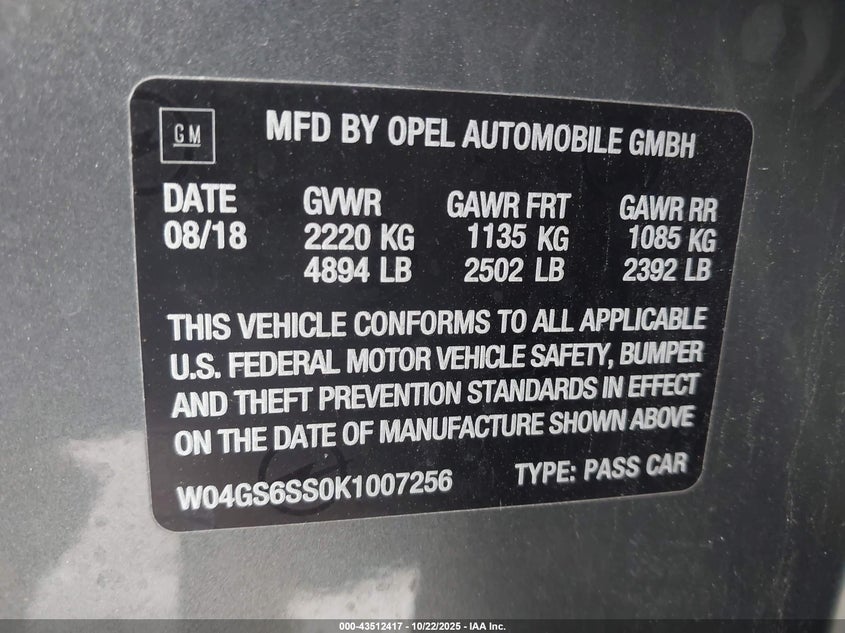 GM
MFD BY OPEL AUTOMOBILE GMBH
DATE GVWR GAWR FRT GAWR RR
08/18 2220 KG 1135 KG 1085 KG
4894 LB 2502 LB 2392 LB
THIS VEHICLE CONFORMS TO ALL APPLICABLE
U.S. FEDERAL MOTOR VEHICLE SAFETY, BUMPER
AND THEFT PREVENTION STANDARDS IN EFFECT
ON THE DATE OF MANUFACTURE SHOWN ABOVE
W04GS6SS0K1007256 TYPE: PASS CAR
000-43512417 - 10/22/2025 - IAA Inc.